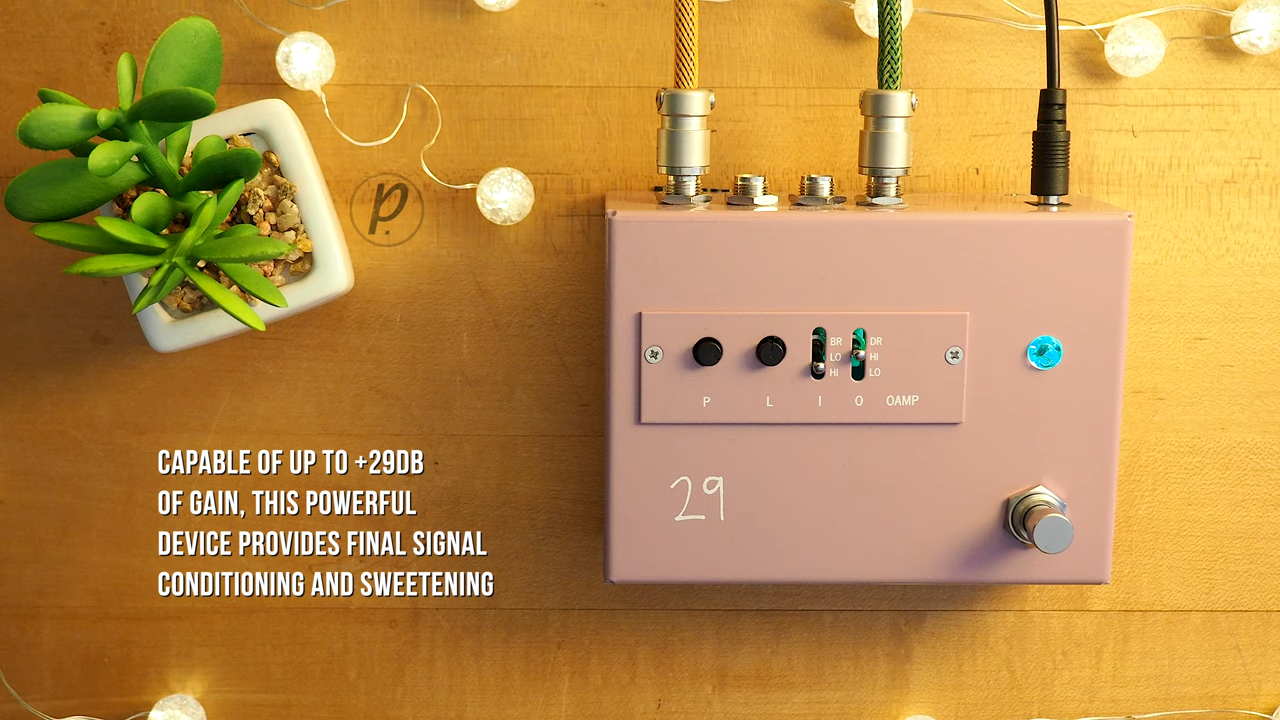 p.
CAPABLE OF UP TO +29DB
OF GAIN, THIS POWERFUL
DEVICE PROVIDES FINAL SIGNAL
CONDITIONING AND SWEETENING
BR
LO
HI
DR
HI
LO
P L I O OAMP
29